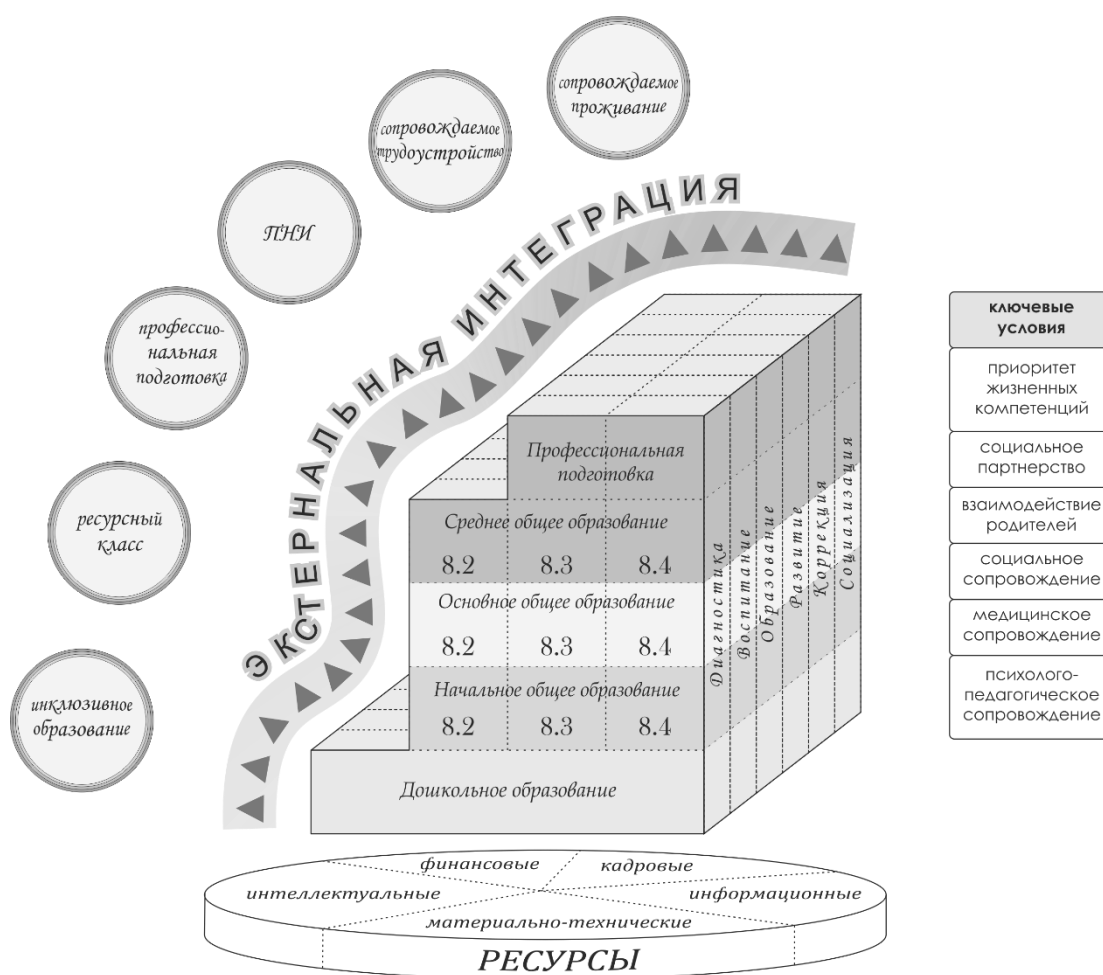 сопровождаемое
проживание
сопровождаемое
трудоустройство
ПНИ
профессио-
нальная
подготовка
ресурсный
класс
инклюзивное
образование
ЭКСТЕРНАЛЬНАЯ ИНТЕГРАЦИЯ
Профессиональная
подготовка
Среднее общее образование
8.2 8.3 8.4
Основное общее образование
8.2 8.3 8.4
Начальное общее образование
8.2 8.3 8.4
Дошкольное образование
Диагностика
Воспитание
Образование
Развитие
Коррекция
Социализация
ключевые
условия
приоритет
жизненных
компетенций
социальное
партнерство
взаимодействие
родителей
социальное
сопровождение
медицинское
сопровождение
психолого-
педагогическое
сопровождение
финансовые
кадровые
интеллектуальные
информационные
материально-технические
РЕСУРСЫ